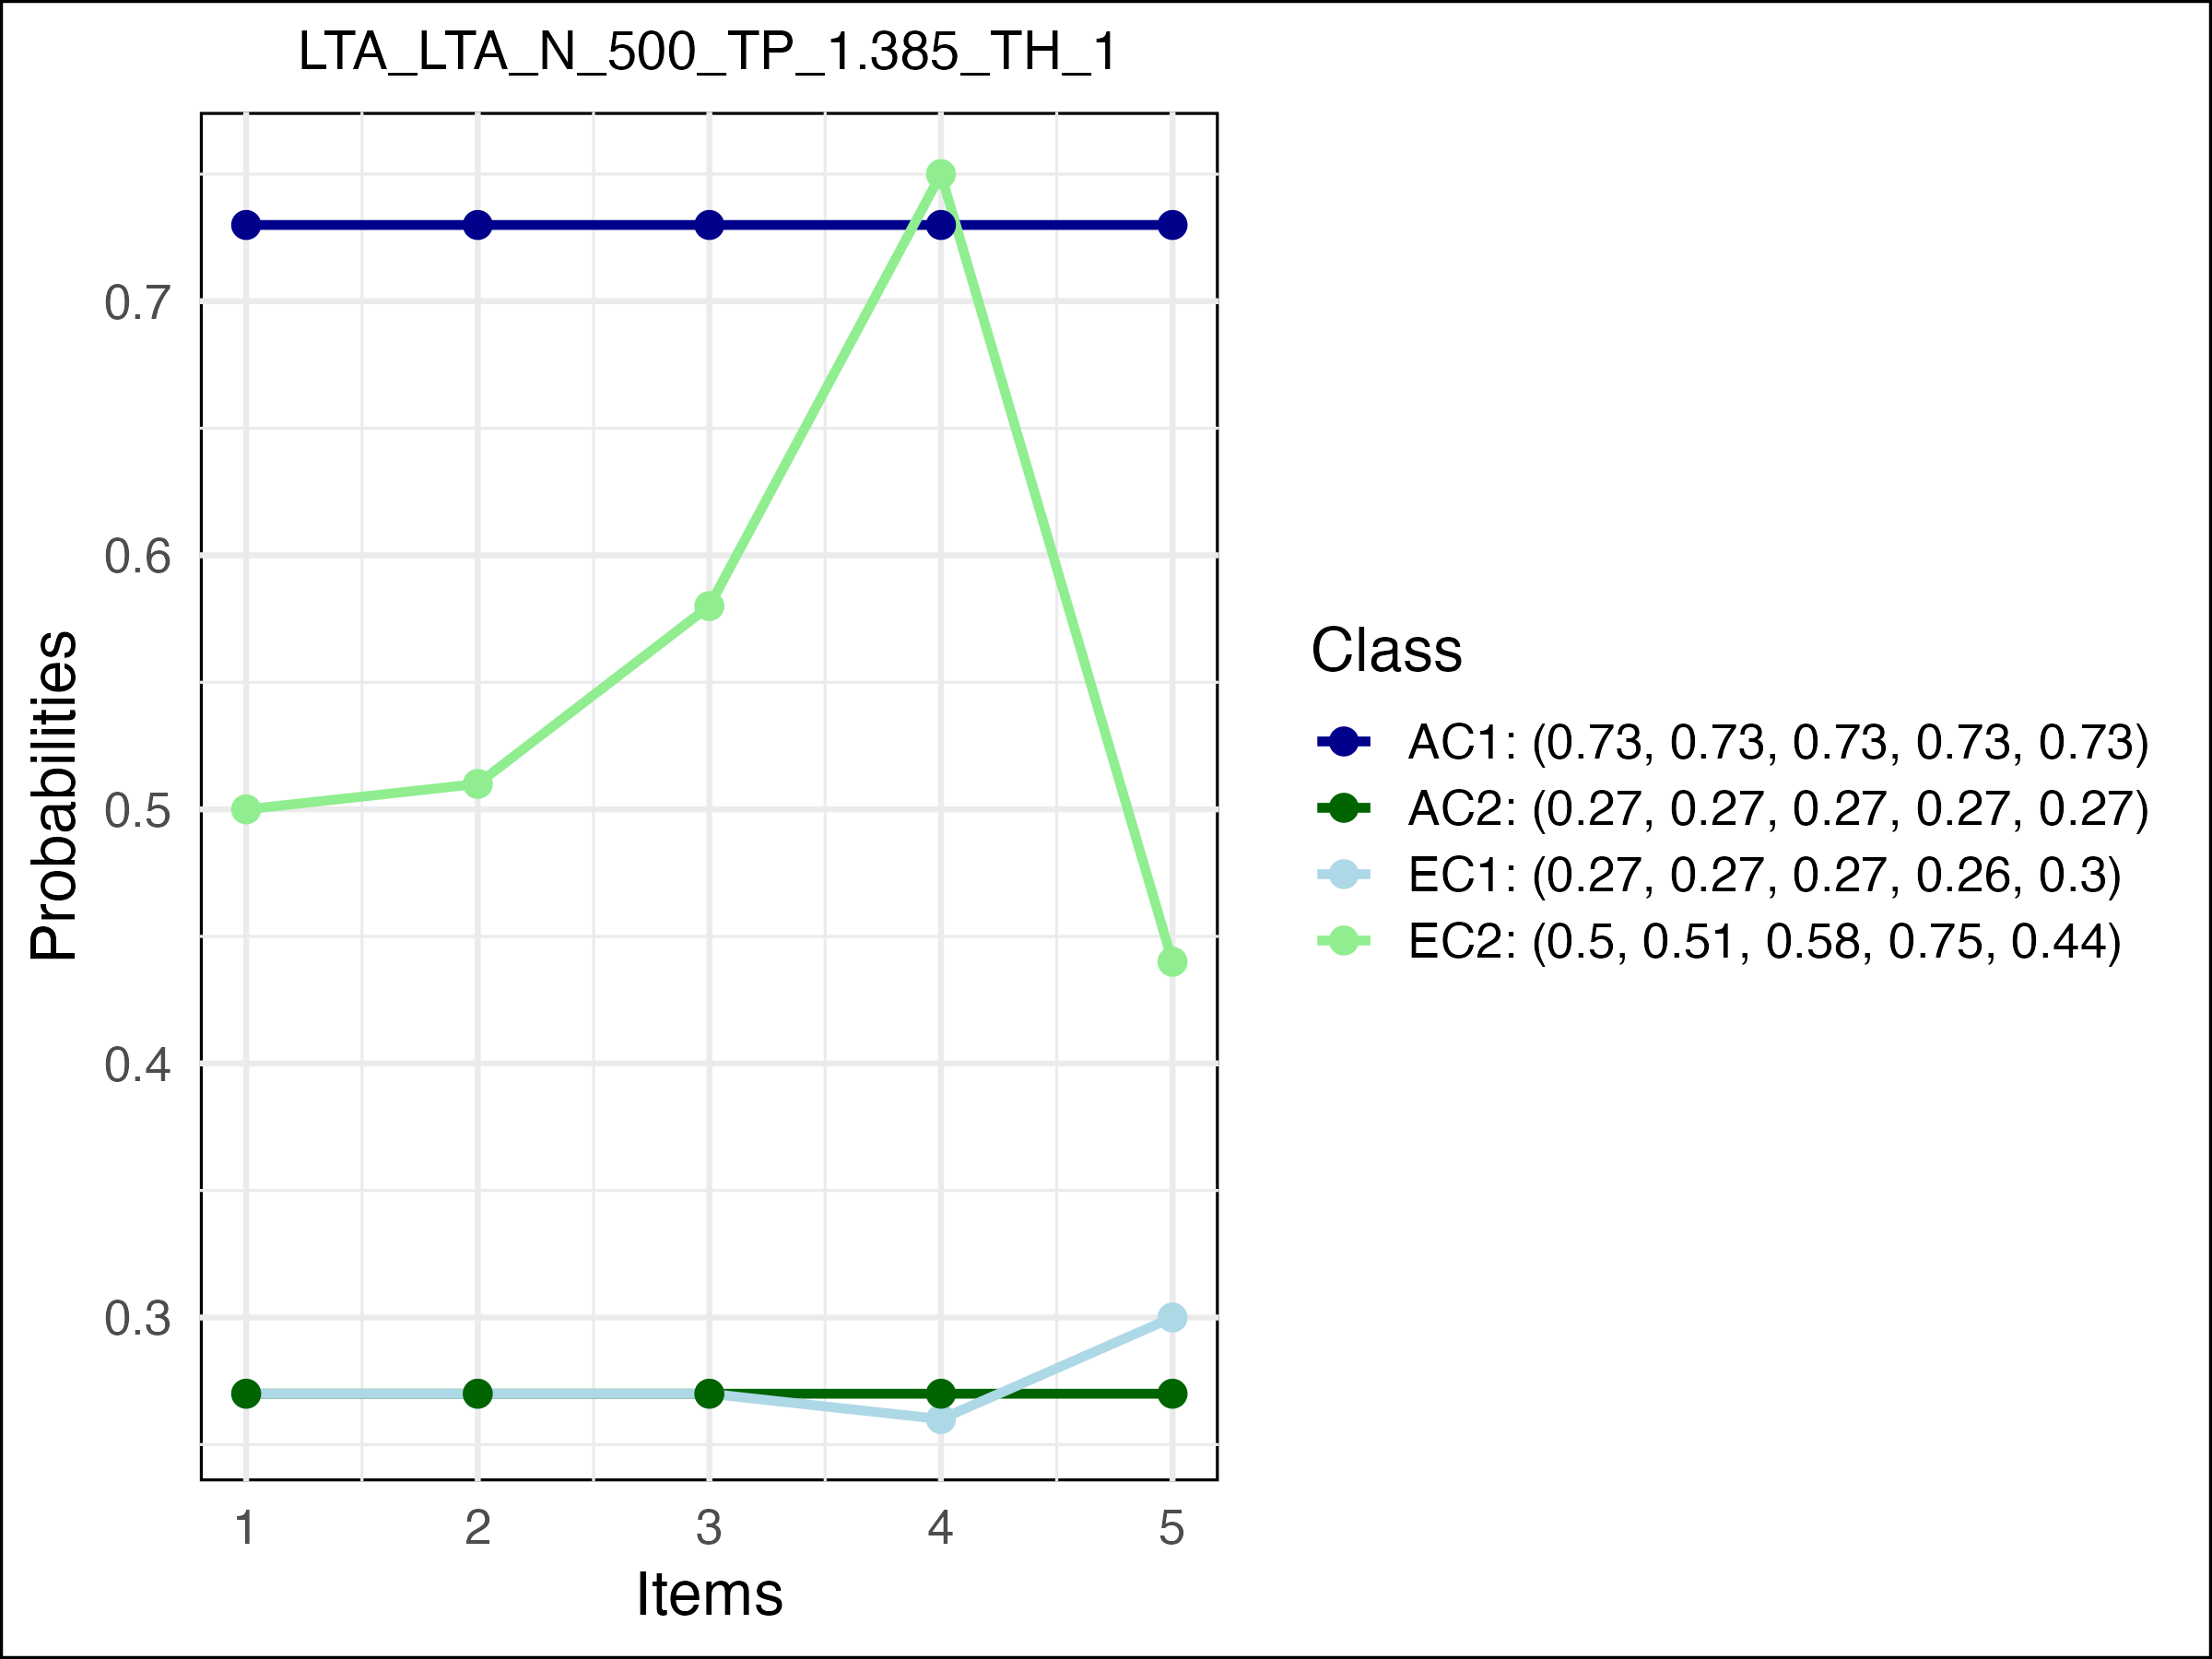 LTA_LTA_N_500_TP_1.385_TH_1
Probabilities
0.7
0.6
0.5
0.4
0.3
1 2 3 4 5
Items
Class
AC1: (0.73, 0.73, 0.73, 0.73, 0.73)
AC2: (0.27, 0.27, 0.27, 0.27, 0.27)
EC1: (0.27, 0.27, 0.27, 0.26, 0.3)
EC2: (0.5, 0.51, 0.58, 0.75, 0.44)